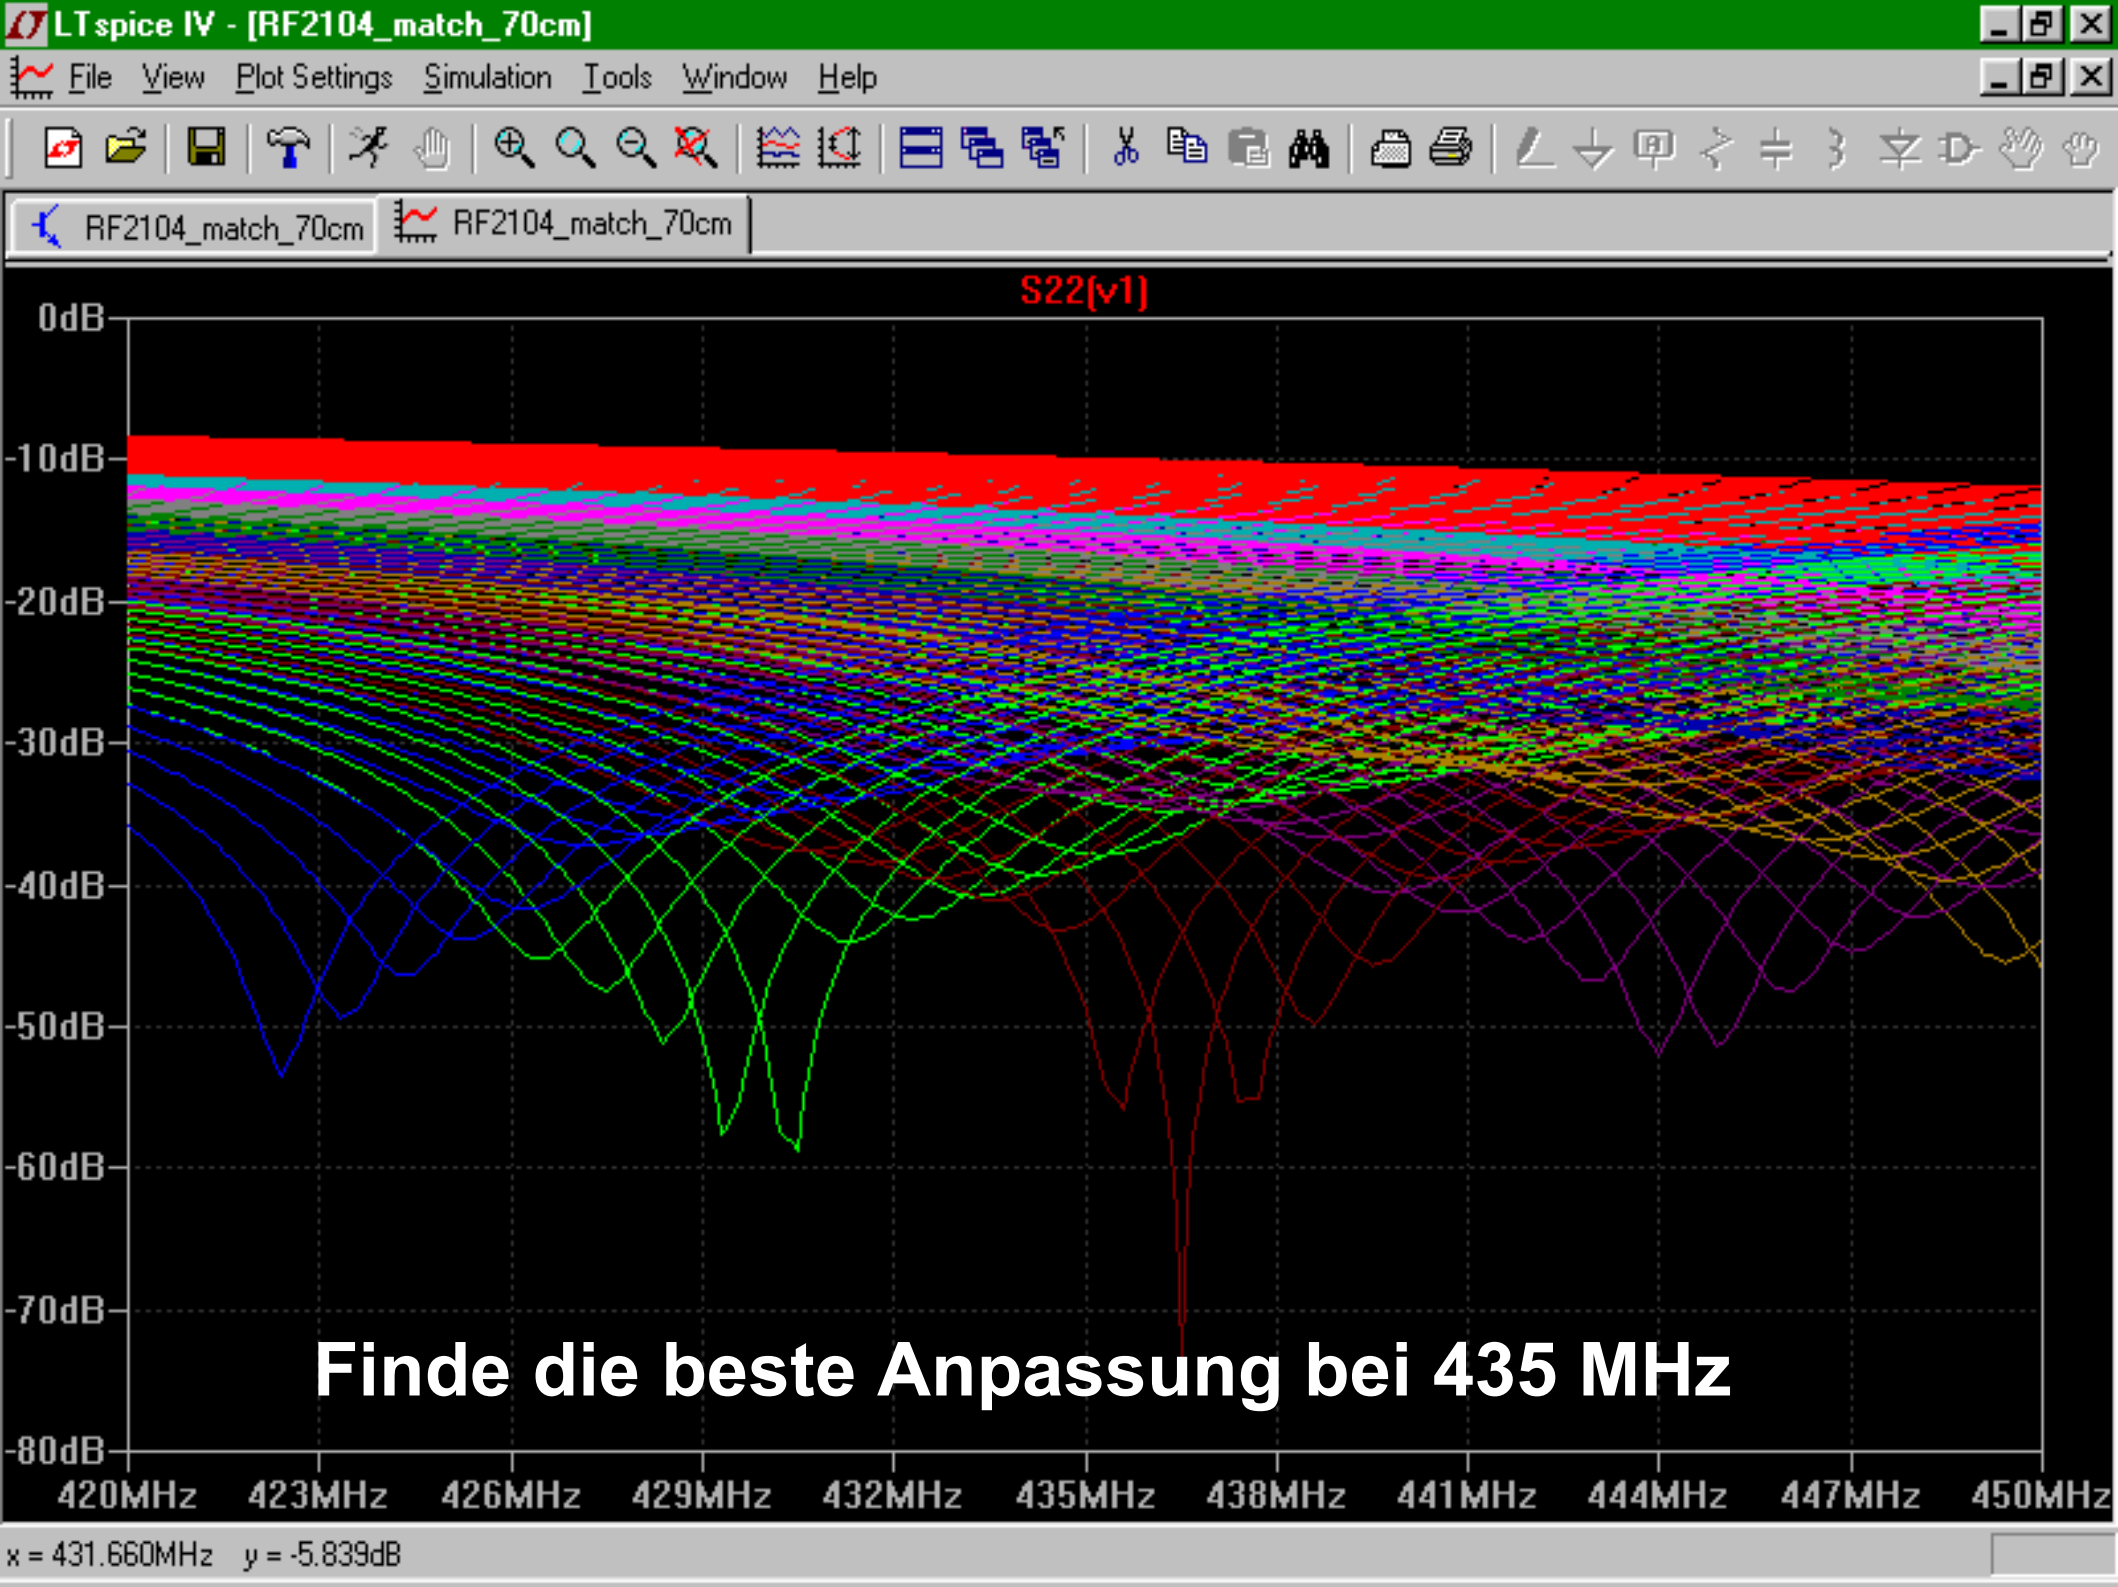 LTspice IV - [RF2104_match_70cm]
File View Plot Settings Simulation Tools Window Help
RF2104_match_70cm RF2104_match_70cm
S22(v1)
0dB
-10dB
-20dB
-30dB
-40dB
-50dB
-60dB
-70dB
Finde die beste Anpassung bei 435 MHz
-80dB
420MHz 423MHz 426MHz 429MHz 432MHz 435MHz 438MHz 441MHz 444MHz 447MHz 450MHz
x = 431.660MHz y = -5.839dB